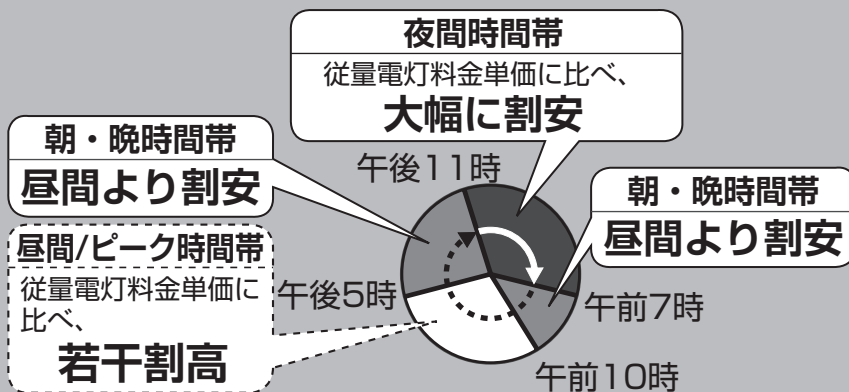 夜間時間帯
従量電灯料金単価に比べ、
大幅に割安
朝・晩時間帯
昼間より割安
午後11時
朝・晩時間帯
昼間より割安
昼間/ピーク時間帯
従量電灯料金単価に
比べ、
若干割高
午後5時
午前7時
午前10時